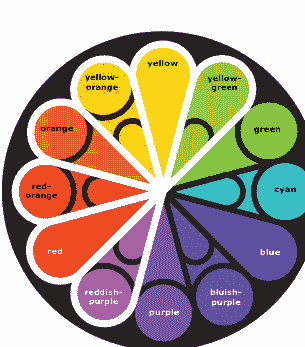 yellow
yellow-
orange
yellow-
green
orange
green
red-
orange
cyan
red
blue
reddish-
purple
bluish-
purple
purple